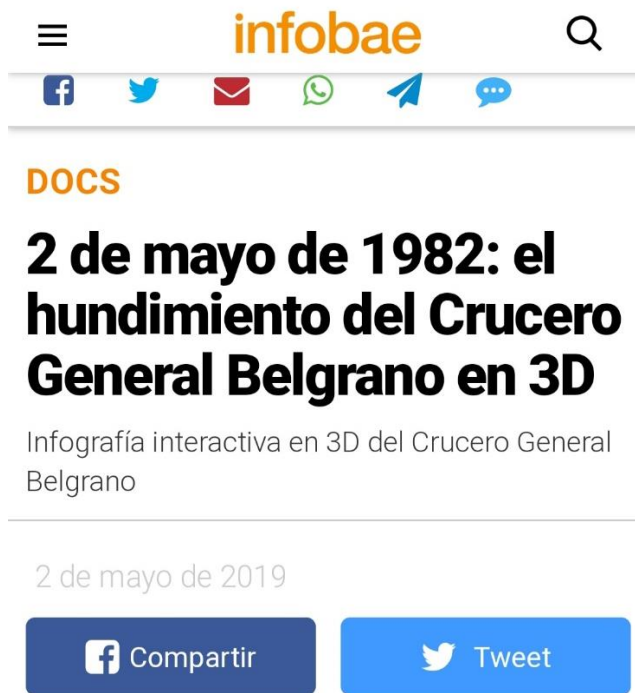 infobae
DOCS
2 de mayo de 1982: el
hundimiento del Crucero
General Belgrano en 3D
Infografía interactiva en 3D del Crucero General
Belgrano
2 de mayo de 2019
Compartir
Tweet